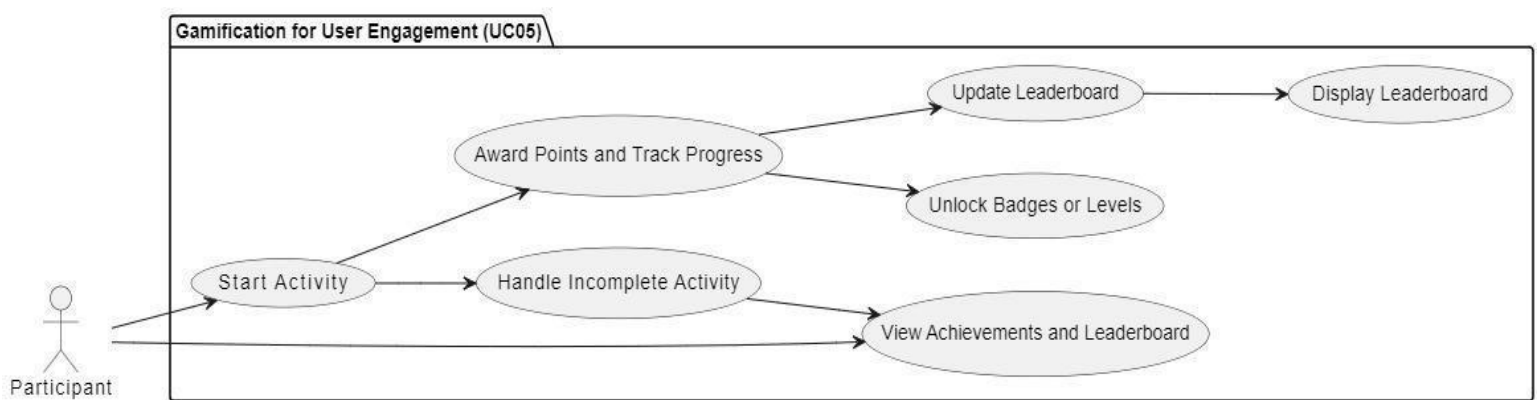 Gamification for User Engagement (UC05)
Update Leaderboard
Display Leaderboard
Award Points and Track Progress
Unlock Badges or Levels
Start Activity
Handle Incomplete Activity
View Achievements and Leaderboard
Participant